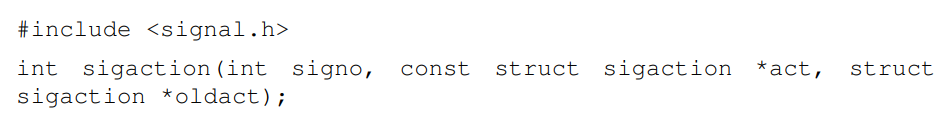 #include <signal.h>
int sigaction(int signo, const struct sigaction *act, struct
sigaction *oldact);